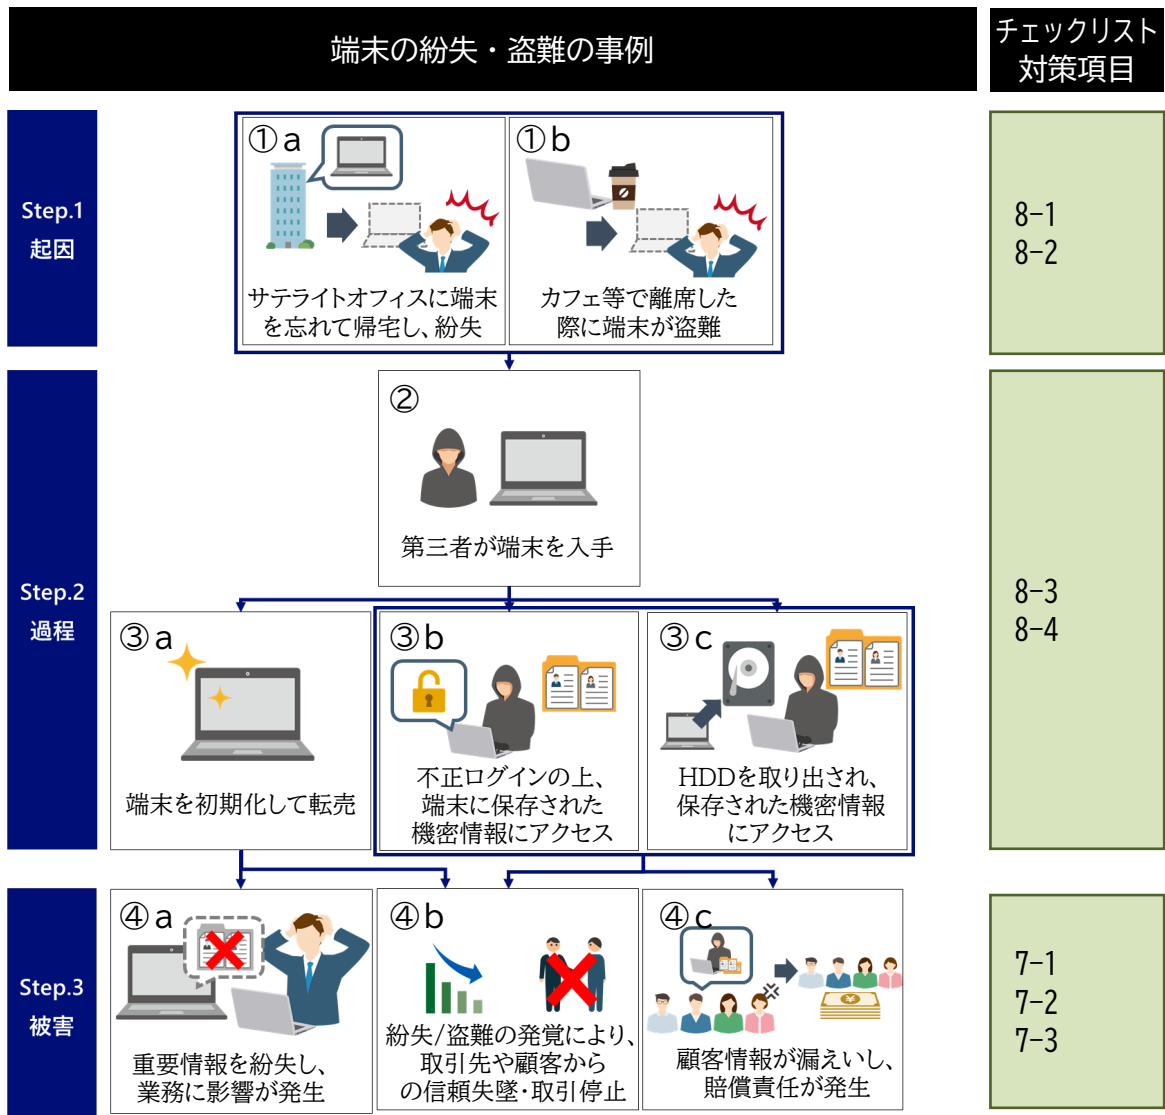 端末の紛失・盗難の事例
チェックリスト
対策項目
Step.1
起因
①a
サテライトオフィスに端末
を忘れて帰宅し、紛失
①b
カフェ等で離席した
際に端末が盗難
8-1
8-2
Step.2
過程
②
第三者が端末を入手
③a
端末を初期化して転売
③b
不正ログインの上、
端末に保存された
機密情報にアクセス
③c
HDDを取り出され、
保存された機密情報
にアクセス
8-3
8-4
Step.3
被害
④a
重要情報を紛失し、
業務に影響が発生
④b
紛失/盗難の発覚により、
取引先や顧客から
の信頼失墜・取引停止
④c
¥
顧客情報が漏えいし、
賠償責任が発生
7-1
7-2
7-3